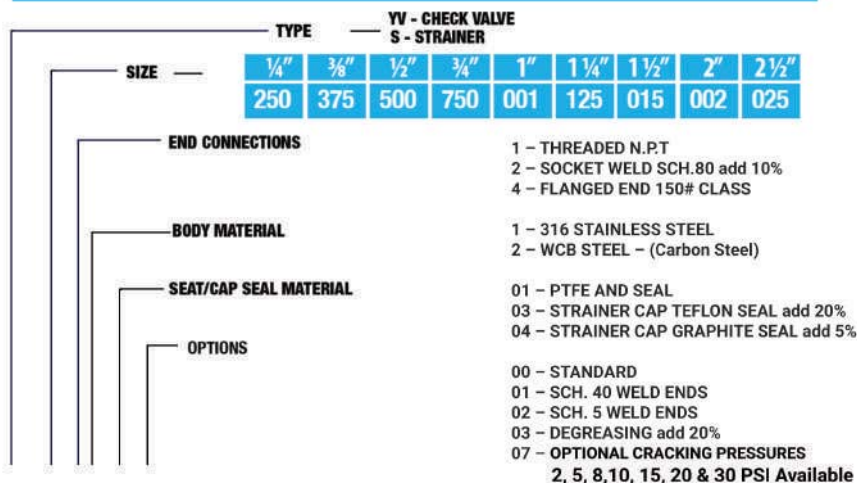 TYPE
YV - CHECK VALVE
S - STRAINER
SIZE
¼" ⅜" ½" ¾" 1" 1¼" 1½" 2" 2½"
250 375 500 750 001 125 015 002 025
END CONNECTIONS
1 – THREADED N.P.T
2 – SOCKET WELD SCH.80 add 10%
4 – FLANGED END 150# CLASS
BODY MATERIAL
1 – 316 STAINLESS STEEL
2 – WCB STEEL – (Carbon Steel)
SEAT/CAP SEAL MATERIAL
01 – PTFE AND SEAL
03 – STRAINER CAP TEFLON SEAL add 20%
04 – STRAINER CAP GRAPHITE SEAL add 5%
OPTIONS
00 – STANDARD
01 – SCH. 40 WELD ENDS
02 – SCH. 5 WELD ENDS
03 – DEGREASING add 20%
07 – OPTIONAL CRACKING PRESSURES
2, 5, 8,10, 15, 20 & 30 PSI Available